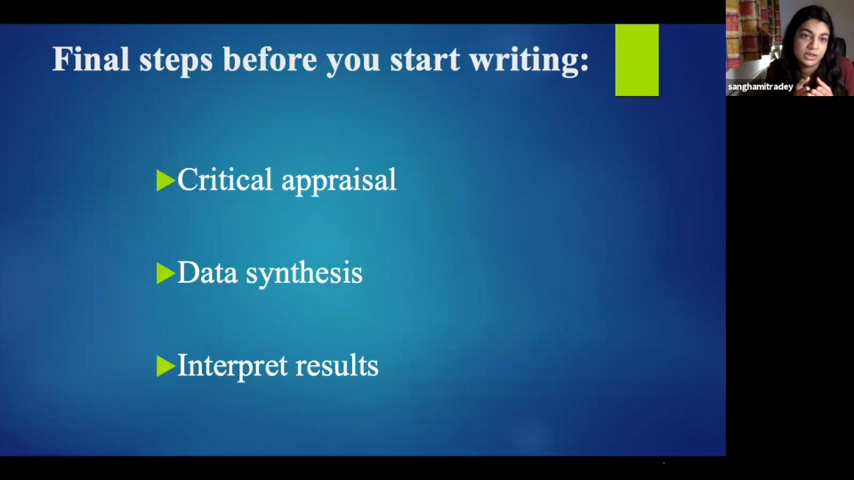 Final steps before you start writing:
Critical appraisal
Data synthesis
Interpret results
sanghamitradey